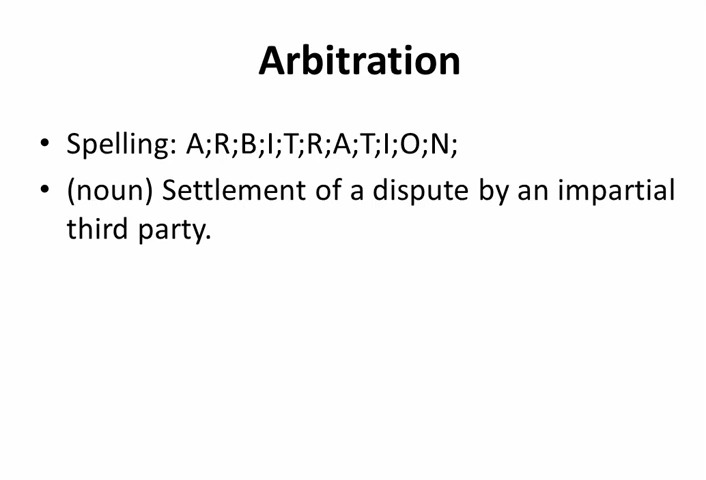 Arbitration
• Spelling: A;R;B;I;T;R;A;T;I;O;N;
• (noun) Settlement of a dispute by an impartial
third party.